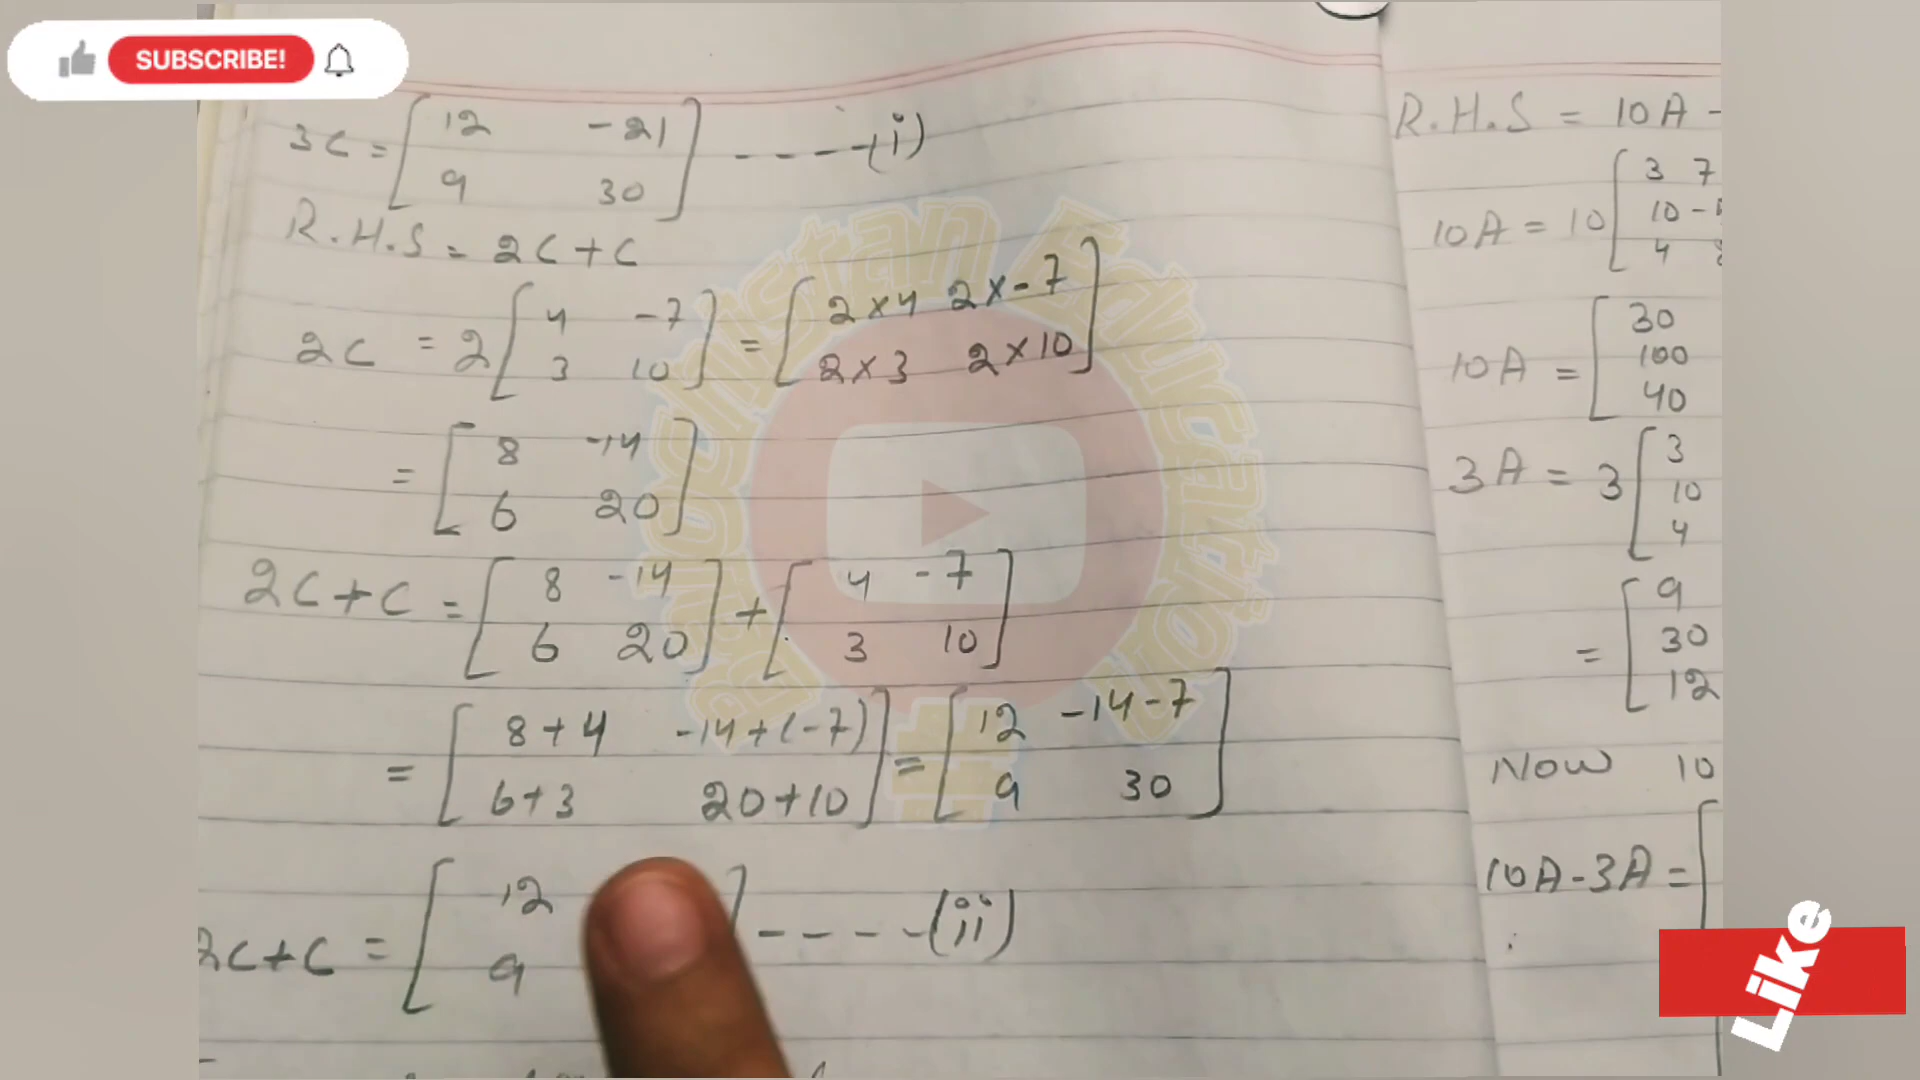 SUBSCRIBE!
3C = [ 12 -21
9 30 ] ----(i)
R.H.S = 2C + C
2C = 2 [ 4 -7
3 10 ] = [ 2×4 2×-7
2×3 2×10 ]
= [ 8 -14
6 20 ]
2C+C = [ 8 -14
6 20 ] + [ 4 -7
3 10 ]
= [ 8+4 -14+(-7)
6+3 20+10 ] = [ 12 -14-7
9 30 ]
2C+C = [ 12
9 ] ----(ii)
R.H.S = 10A -
10A = 10 [ 3 7
10 -
4
10A = [ 30
100
40
3A = 3 [ 3
10
4
= [ 9
30
12
Now 10
10A-3A = [
Like
Balochistan Educational